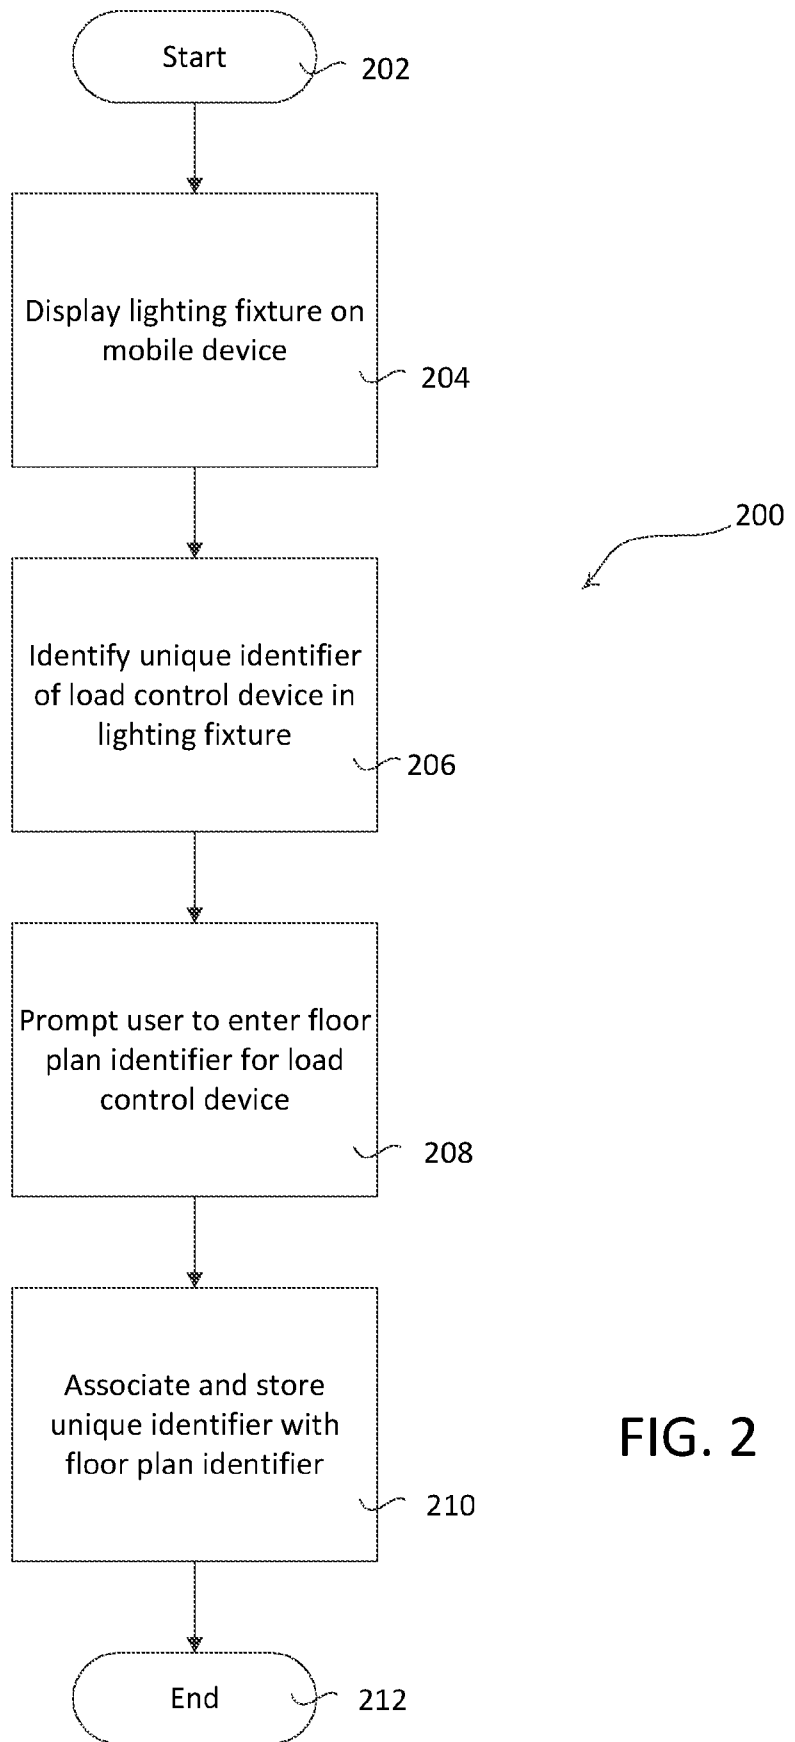 Start
202
Display lighting fixture on
mobile device
204
200
Identify unique identifier
of load control device in
lighting fixture
206
Prompt user to enter floor
plan identifier for load
control device
208
Associate and store
unique identifier with
floor plan identifier
210
FIG. 2
End
212